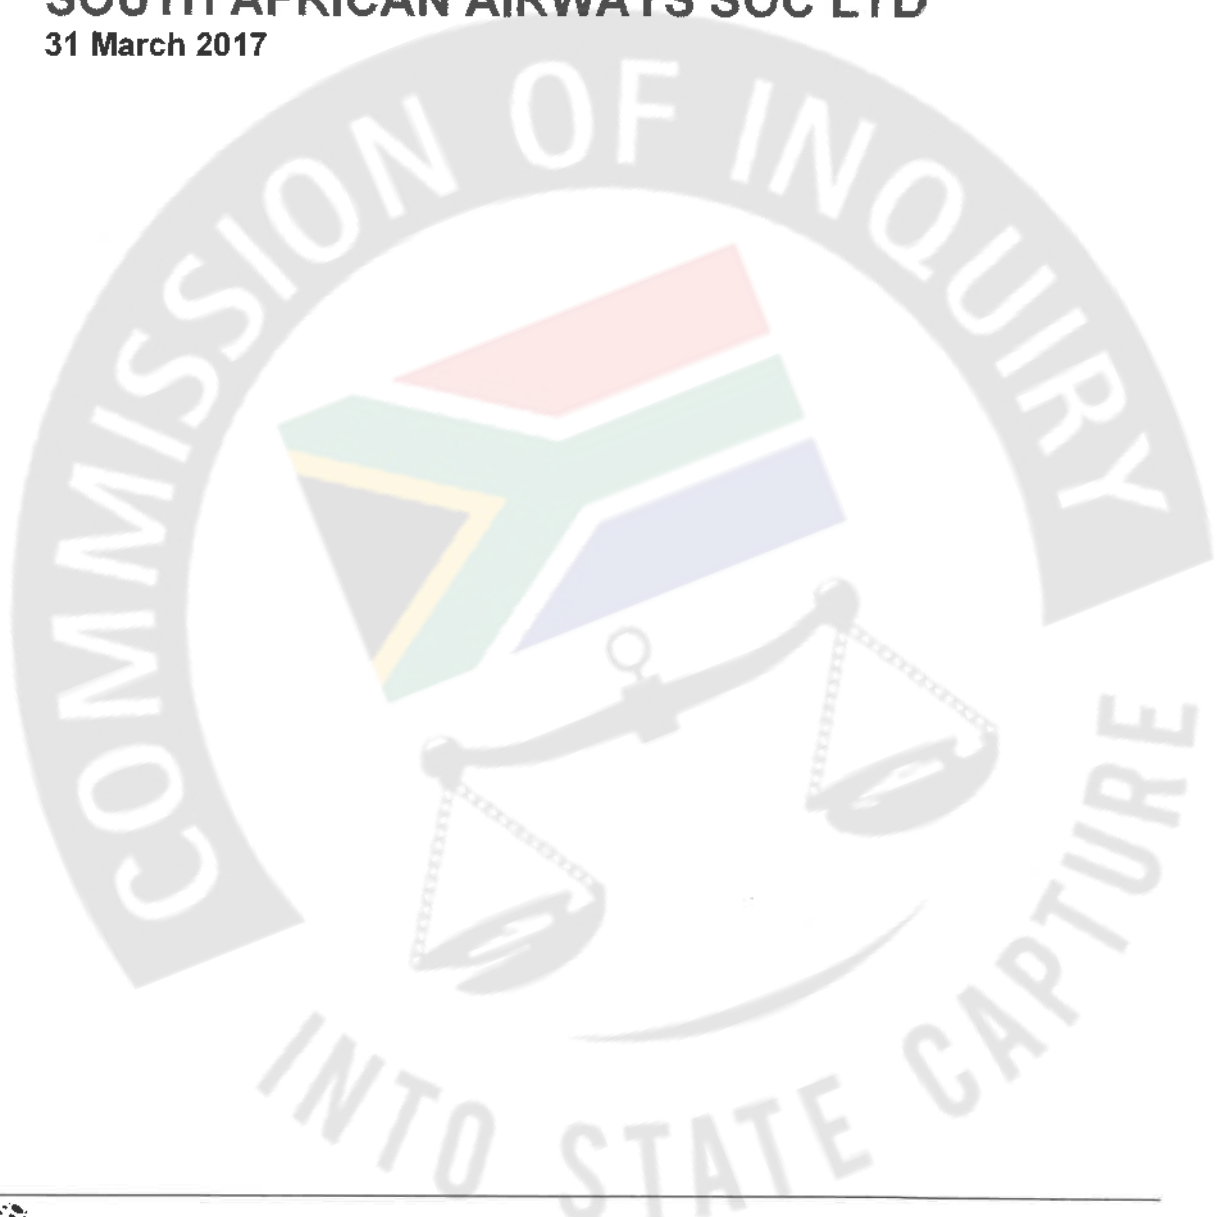 SOUTH AFRICAN AIRWAYS SOC LTD
31 March 2017
COMMISSION OF INQUIRY
INTO STATE CAPTURE